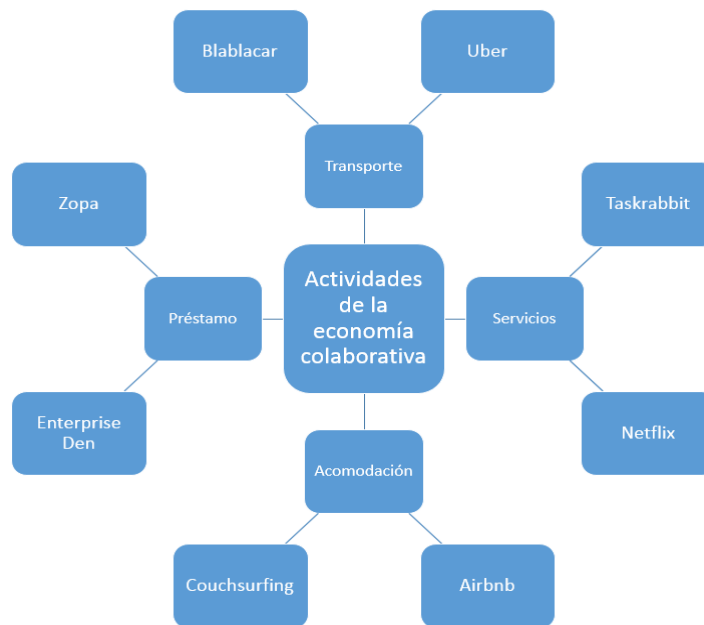 Blablacar
Uber
Transporte
Zopa
Taskrabbit
Actividades
de la
economía
colaborativa
Préstamo
Servicios
Enterprise
Den
Netflix
Acomodación
Couchsurfing
Airbnb